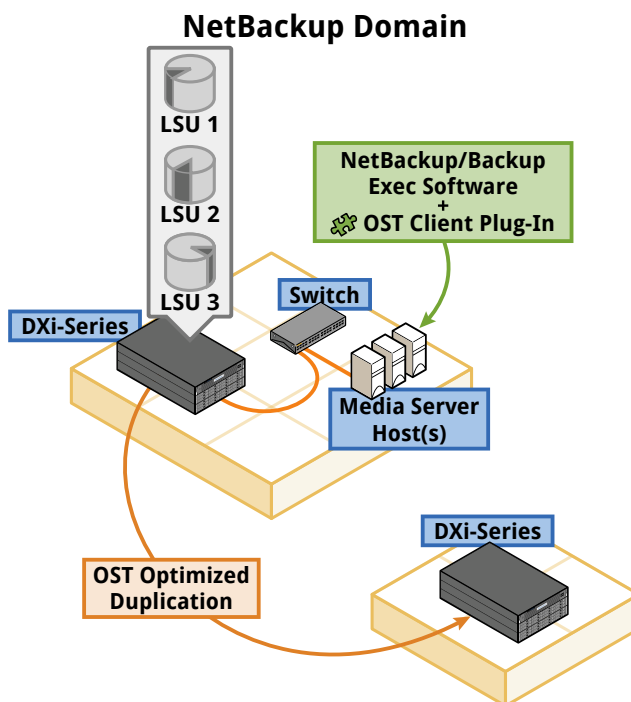 NetBackup Domain
LSU 1
LSU 2
LSU 3
NetBackup/Backup
Exec Software
+
OST Client Plug-In
Switch
DXi-Series
Media Server
Host(s)
DXi-Series
OST Optimized
Duplication